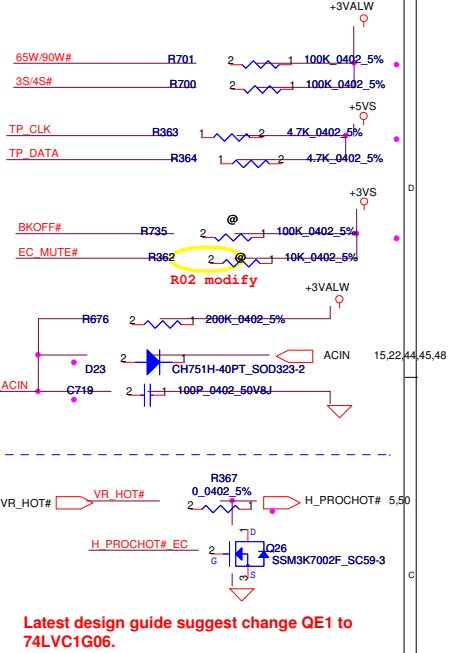 +3VALW
65W/90W# R701 2 1 100K_0402_5%
3S/4S# R700 2 1 100K_0402_5%
+5VS
TP_CLK R363 1 2 4.7K_0402_5%
TP_DATA R364 1 2 4.7K_0402_5%
D
+3VS
@
BKOFF# R735 2 1 100K_0402_5%
EC_MUTE# R362 2 @ 1 10K_0402_5%
R02 modify
+3VALW
R676 2 1 200K_0402_5%
D23 2 1 ACIN 15,22,44,45,48
CH751H-40PT_SOD323-2
ACIN C719 2 1 100P_0402_50V8J
R367
0_0402_5%
VR_HOT# VR_HOT# 2 1 H_PROCHOT# 5,50
H_PROCHOT#_EC 2 G 1 D 3 S Q26
SSM3K7002F_SC59-3
C
Latest design guide suggest change QE1 to
74LVC1G06.